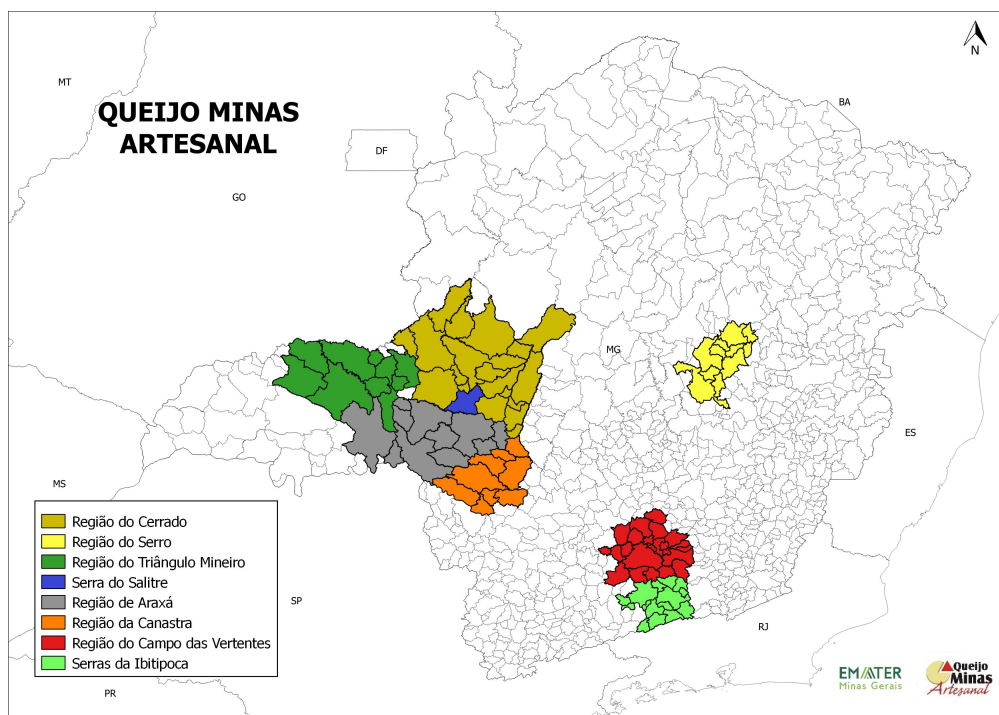 QUEIJO MINAS
ARTESANAL
N
MT
BA
DF
GO
MG
ES
MS
SP
RJ
PR
Região do Cerrado
Região do Serro
Região do Triângulo Mineiro
Serra do Salitre
Região de Araxá
Região da Canastra
Região do Campo das Vertentes
Serras da Ibitipoca
EMATER
Minas Gerais
Queijo
Minas
Artesanal